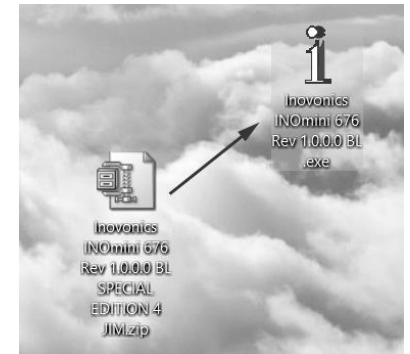 Inovonics
INOmini 676
Rev 1.0.0.0 BL
.exe
Inovonics
INOmini 676
Rev 1.0.0.0 BL
SPECIAL
EDITION 4
JIM.zip